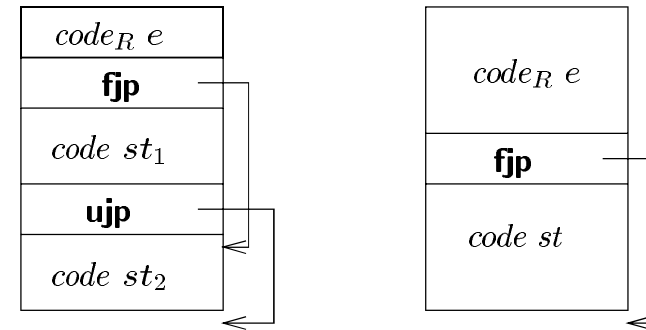 code_R e
fjp
code st_1
ujp
code st_2
code_R e
fjp
code st